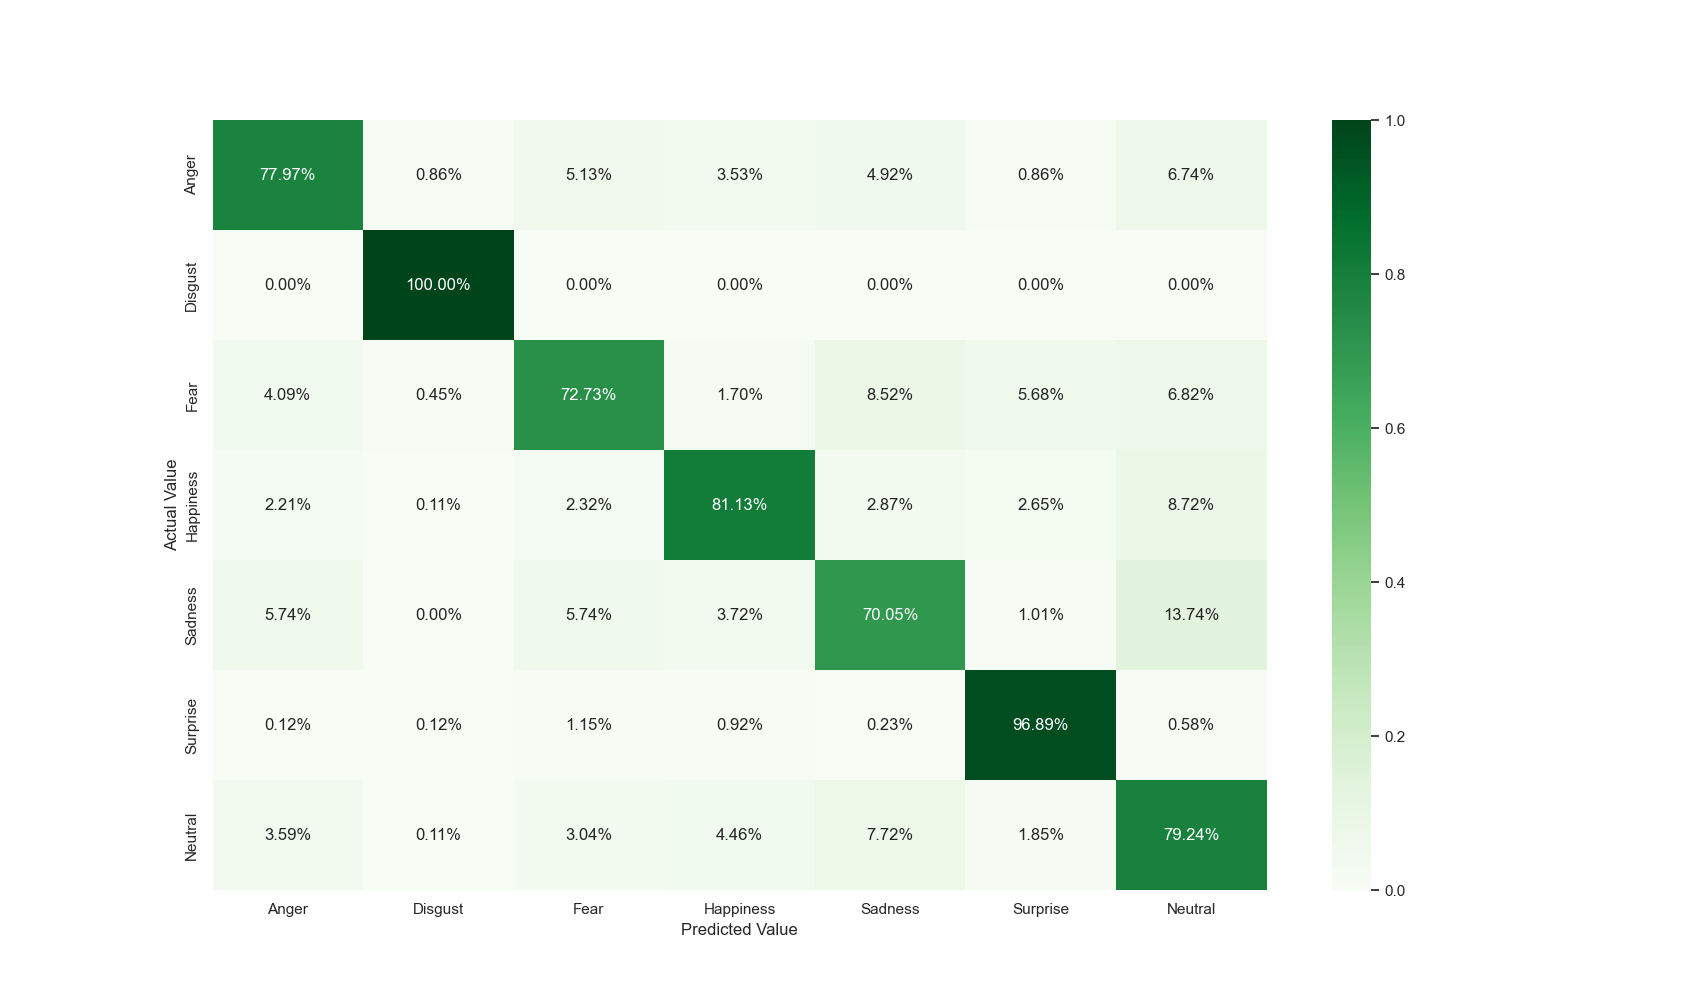 Anger 77.97% 0.86% 5.13% 3.53% 4.92% 0.86% 6.74%
Disgust 0.00% 100.00% 0.00% 0.00% 0.00% 0.00% 0.00%
Fear 4.09% 0.45% 72.73% 1.70% 8.52% 5.68% 6.82%
Happiness 2.21% 0.11% 2.32% 81.13% 2.87% 2.65% 8.72%
Sadness 5.74% 0.00% 5.74% 3.72% 70.05% 1.01% 13.74%
Surprise 0.12% 0.12% 1.15% 0.92% 0.23% 96.89% 0.58%
Neutral 3.59% 0.11% 3.04% 4.46% 7.72% 1.85% 79.24%
Anger Disgust Fear Happiness Sadness Surprise Neutral
Predicted Value
Actual Value
1.0
0.8
0.6
0.4
0.2
0.0